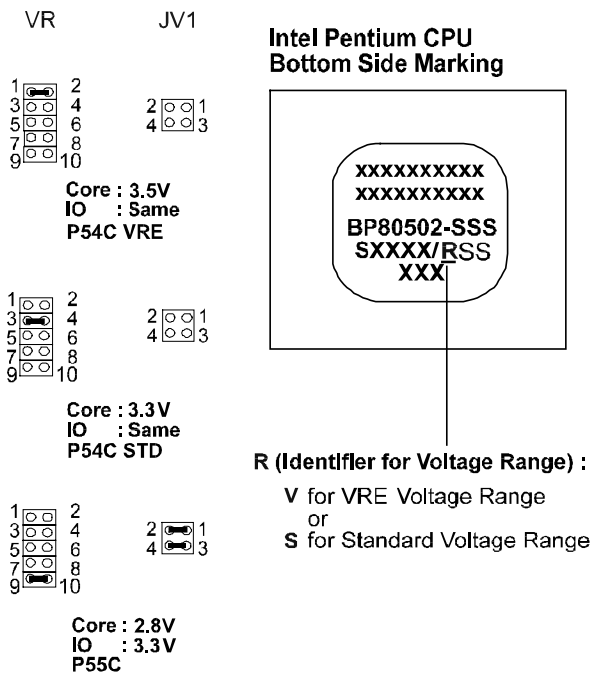 VR JV1
1 2
3 4
5 6
7 8
9 10
2 1
4 3
Core : 3.5V
IO : Same
P54C VRE
1 2
3 4
5 6
7 8
9 10
2 1
4 3
Core : 3.3V
IO : Same
P54C STD
1 2
3 4
5 6
7 8
9 10
2 1
4 3
Core : 2.8V
IO : 3.3V
P55C
Intel Pentium CPU
Bottom Side Marking
XXXXXXXXXX
XXXXXXXXXX
BP80502-SSS
SXXXX/RSS
XXX
R (Identifier for Voltage Range) :
V for VRE Voltage Range
or
S for Standard Voltage Range